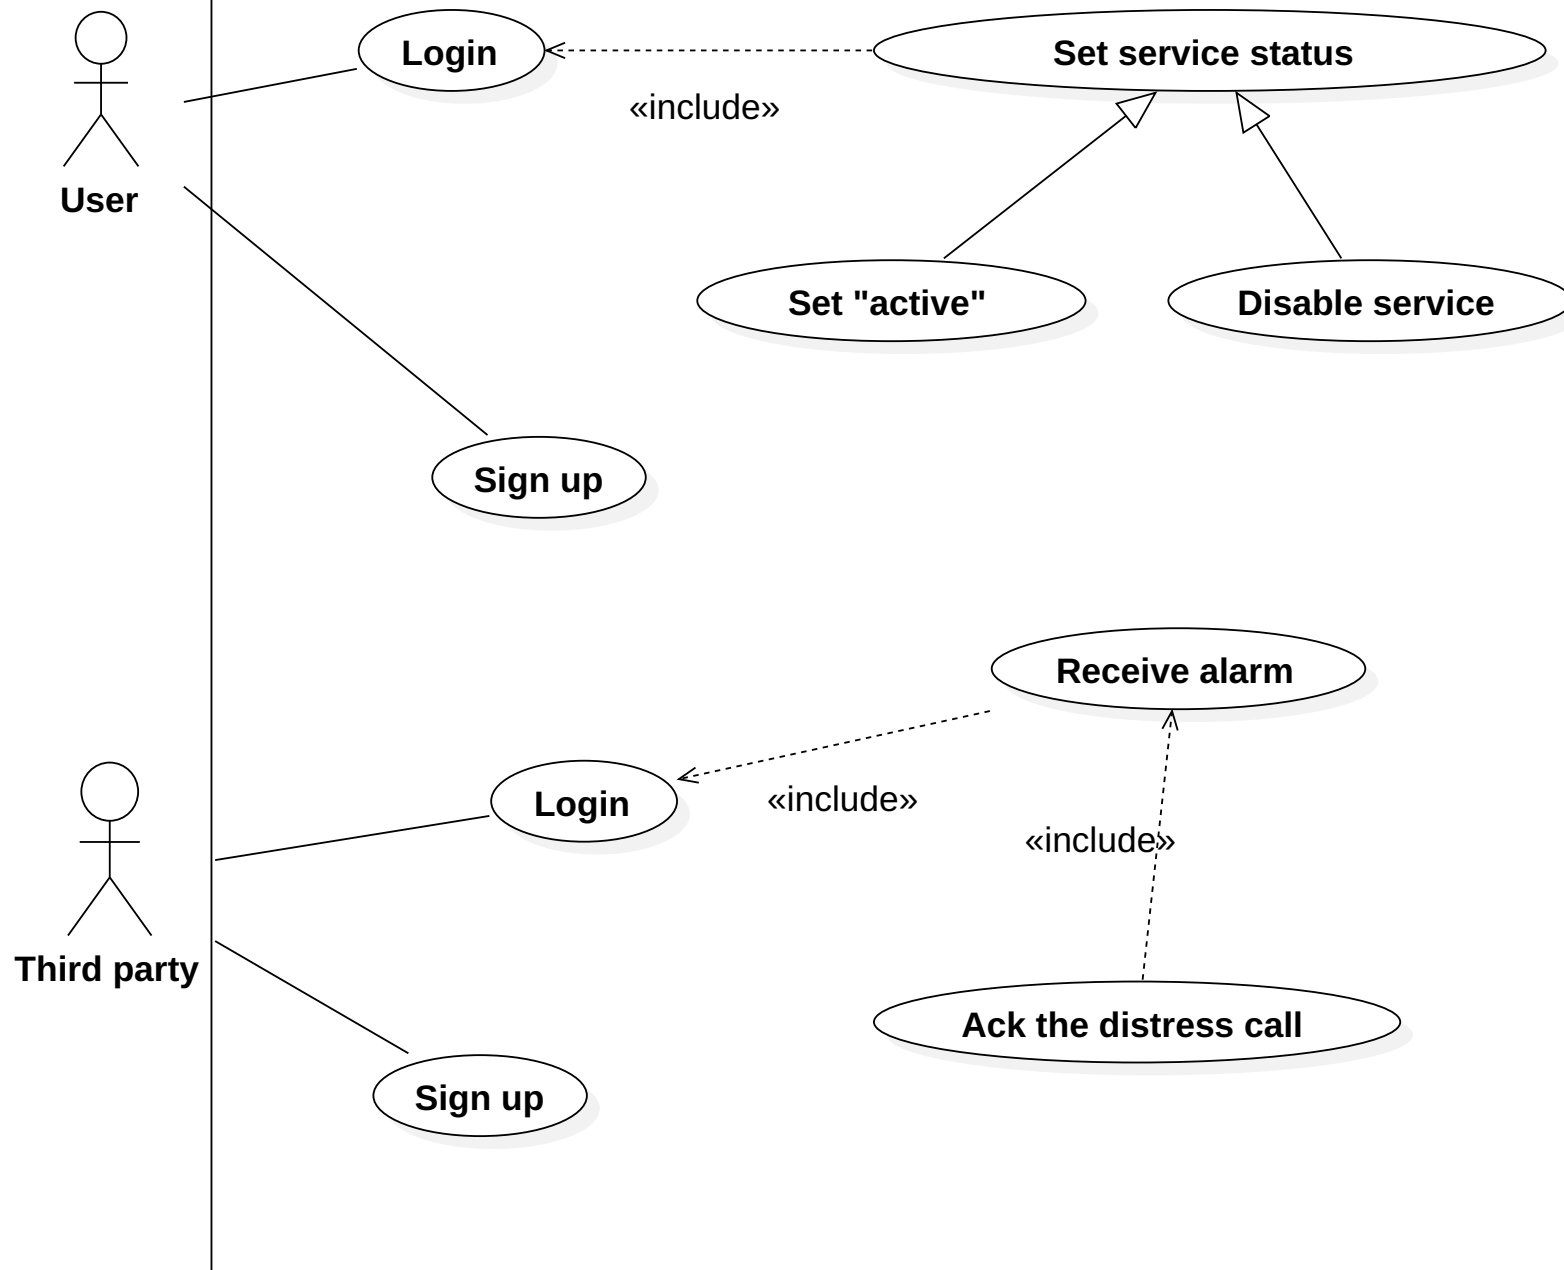 Login
Set service status
«include»
User
Set "active"
Disable service
Sign up
Receive alarm
Login
«include»
«include»
Third party
Ack the distress call
Sign up